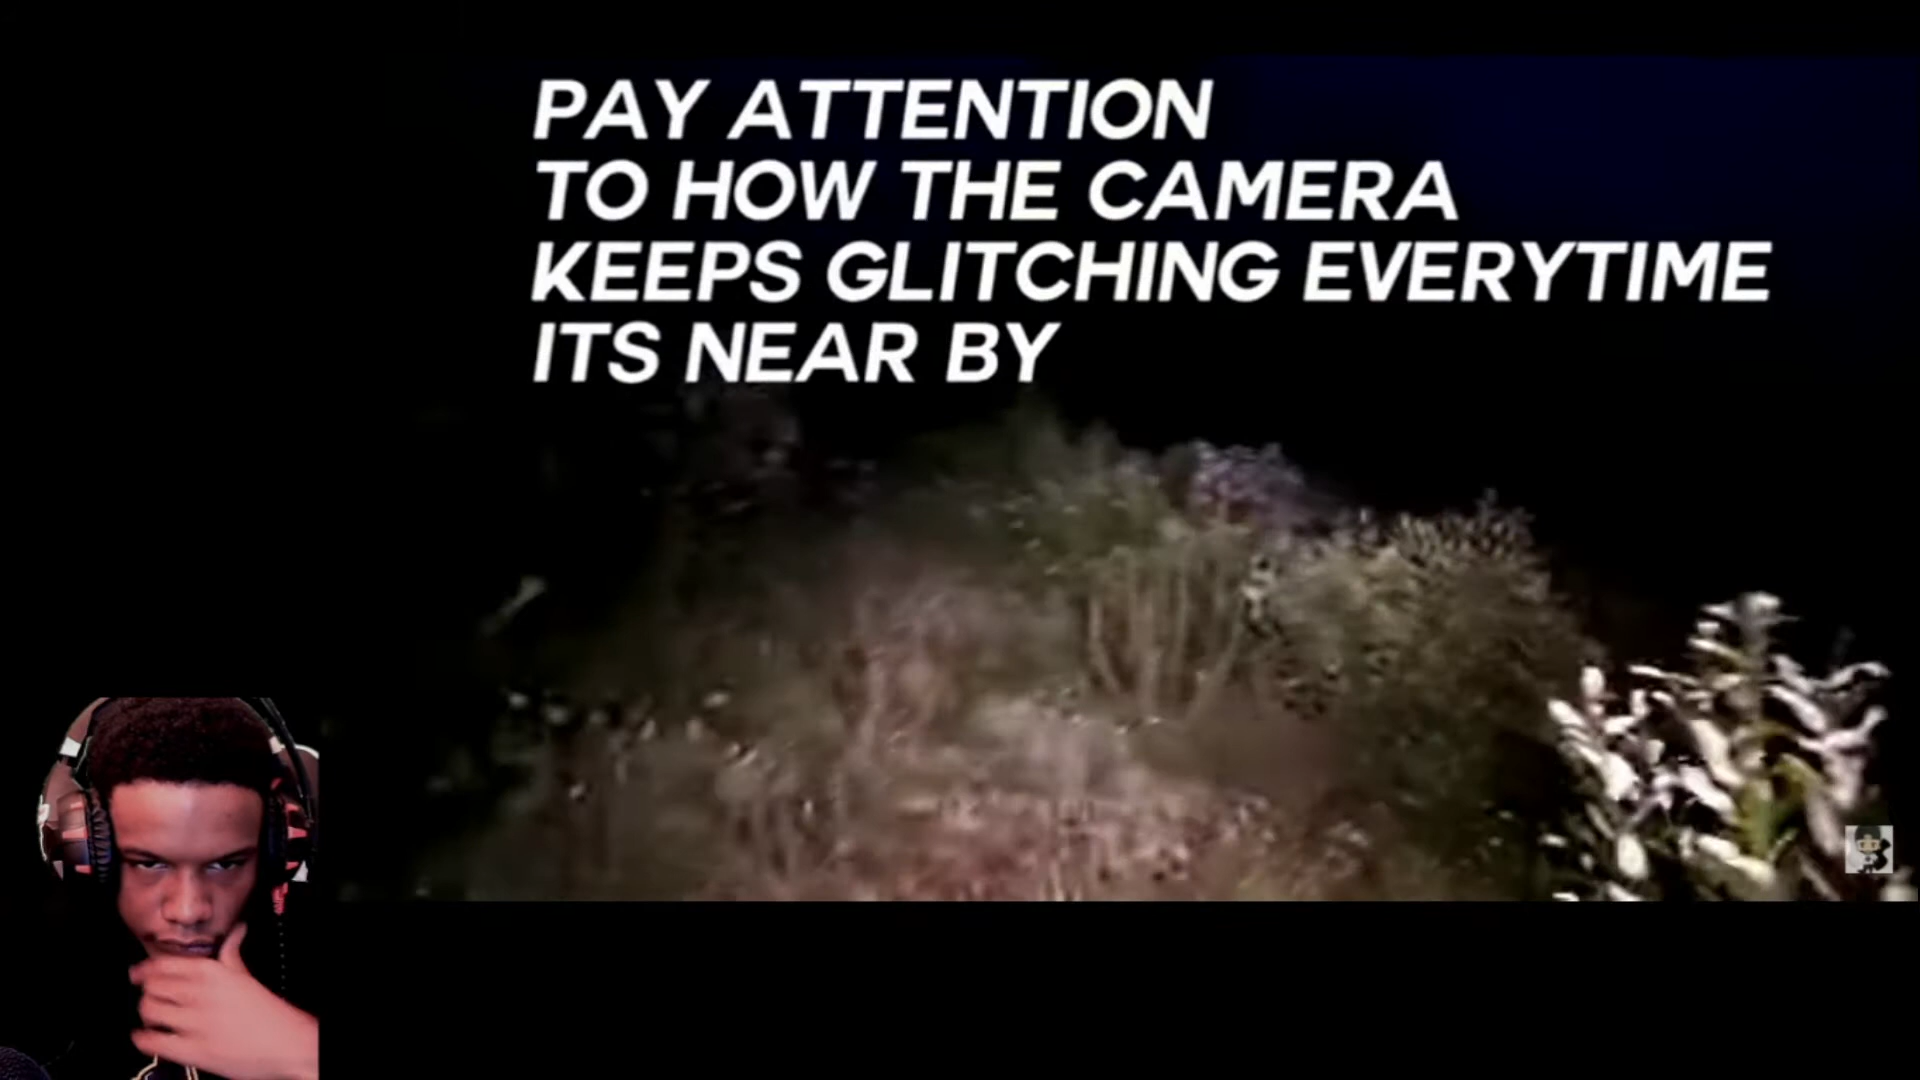 PAY ATTENTION
TO HOW THE CAMERA
KEEPS GLITCHING EVERYTIME
ITS NEAR BY